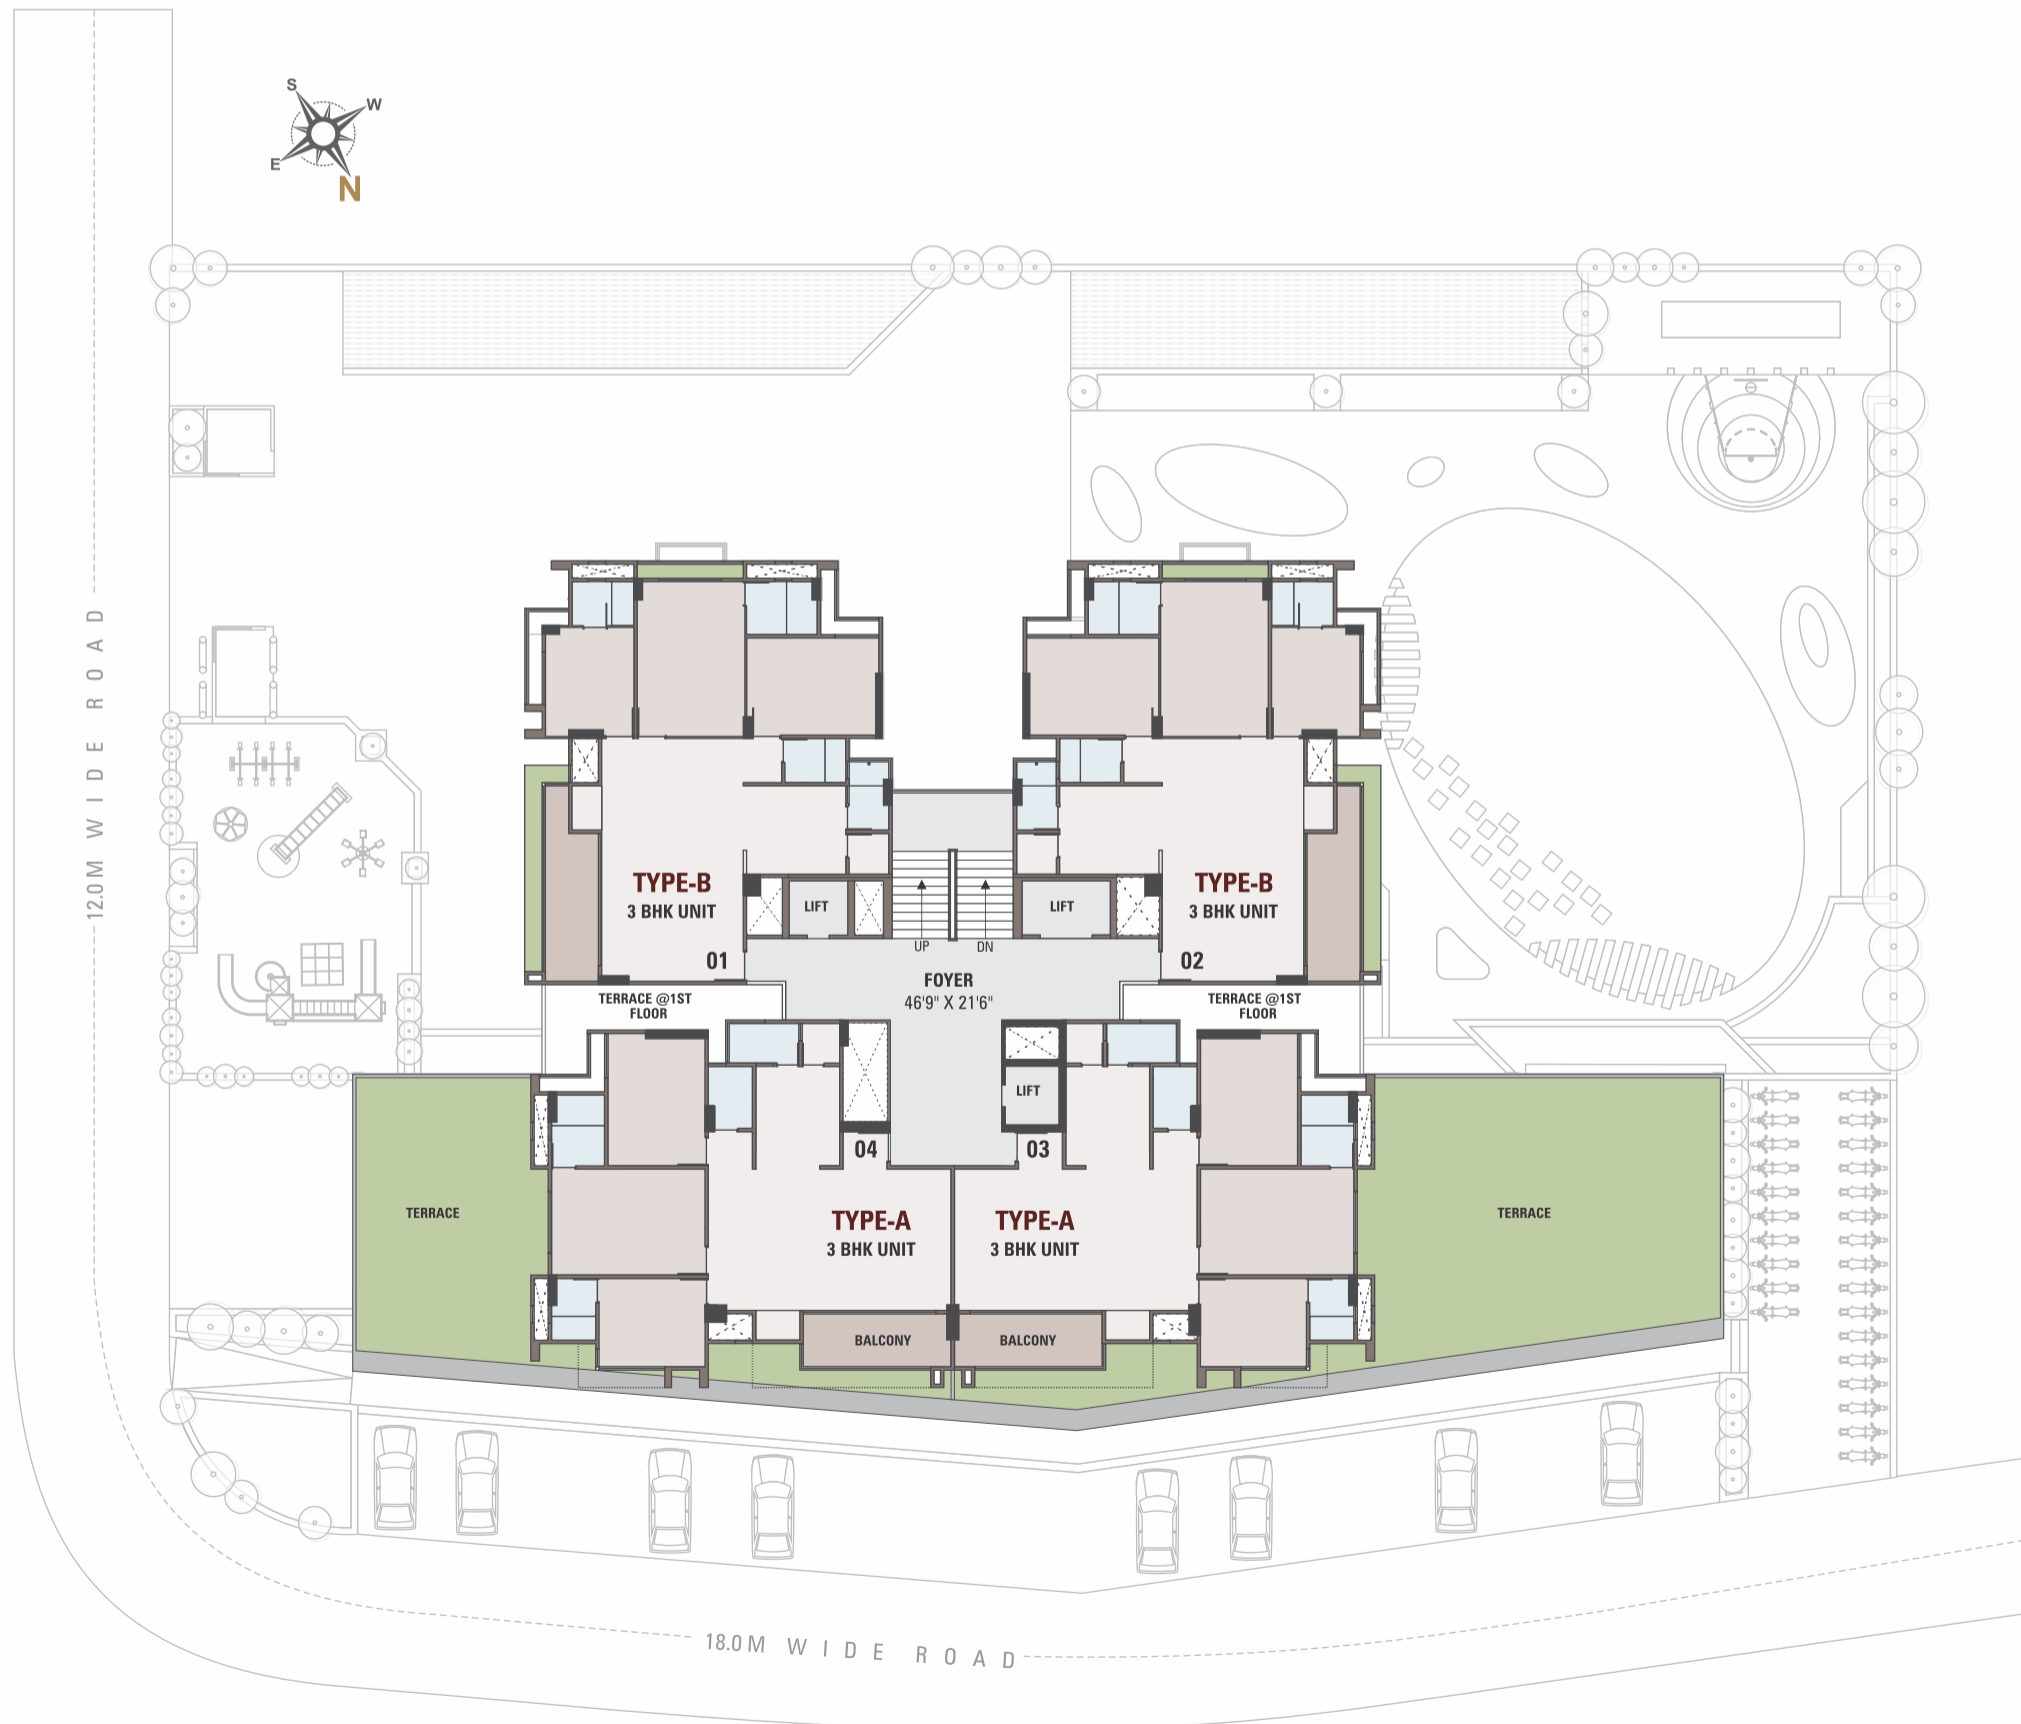 S
W
E
N
12.0M WIDE ROAD
TYPE-B
3 BHK UNIT
01
LIFT
UP
DN
LIFT
TYPE-B
3 BHK UNIT
02
FOYER
46'9" X 21'6"
TERRACE @1ST
FLOOR
TERRACE @1ST
FLOOR
LIFT
04
03
TERRACE
TYPE-A
3 BHK UNIT
TYPE-A
3 BHK UNIT
TERRACE
BALCONY
BALCONY
18.0M WIDE ROAD